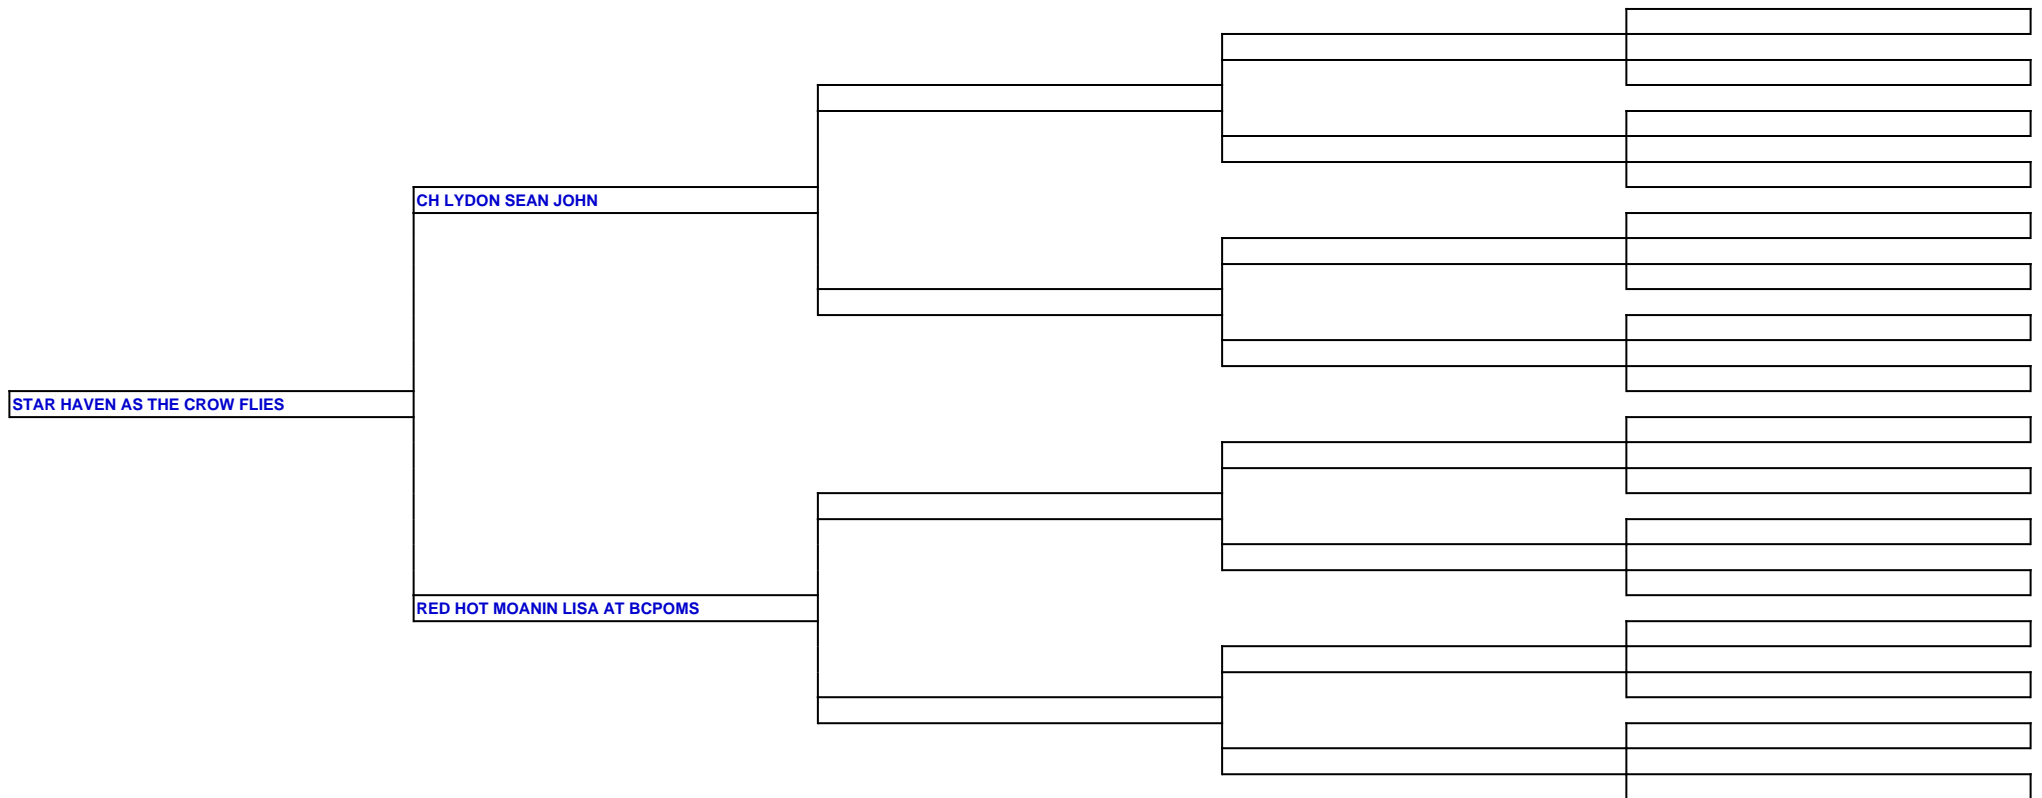 CH LYDON SEAN JOHN
STAR HAVEN AS THE CROW FLIES
RED HOT MOANIN LISA AT BCPOMS